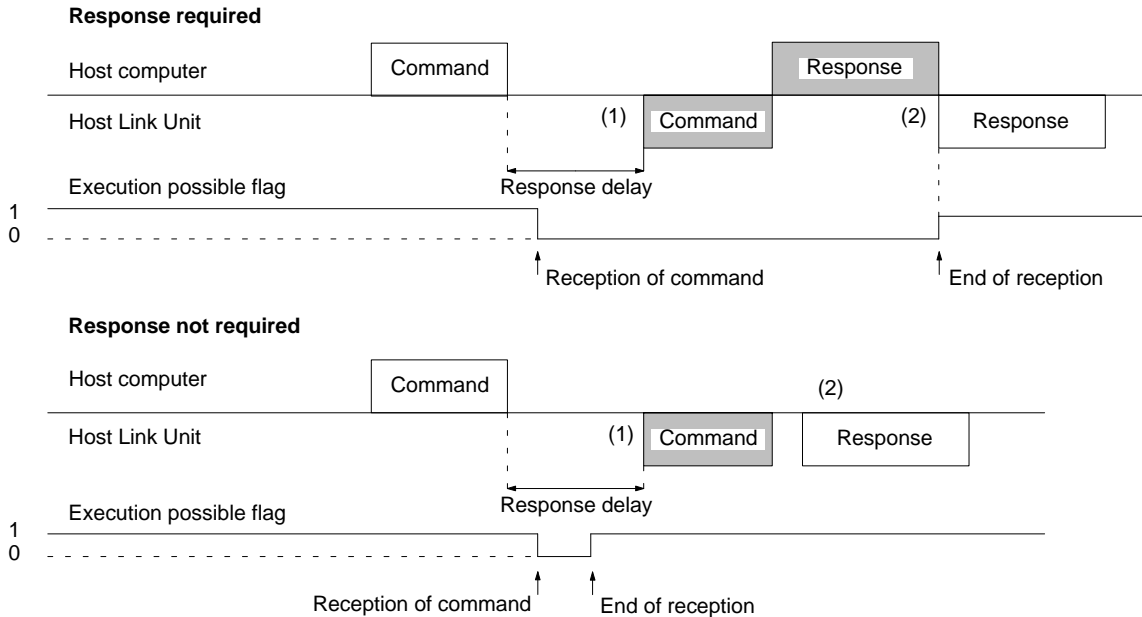 Response required
Host computer
Command
Response
Host Link Unit
(1)
Command
(2)
Response
Execution possible flag
Response delay
1
0
Reception of command
End of reception
Response not required
Host computer
Command
(2)
Host Link Unit
(1)
Command
Response
Response delay
Execution possible flag
1
0
Reception of command
End of reception